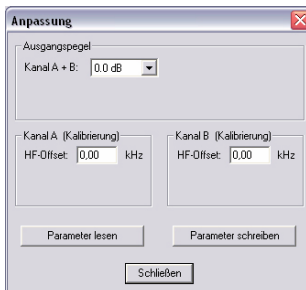 Anpassung
Ausgangspegel
Kanal A + B: 0.0 dB
Kanal A (Kalibrierung)
HF-Offset: 0,00 kHz
Kanal B (Kalibrierung)
HF-Offset: 0,00 kHz
Parameter lesen
Parameter schreiben
Schließen